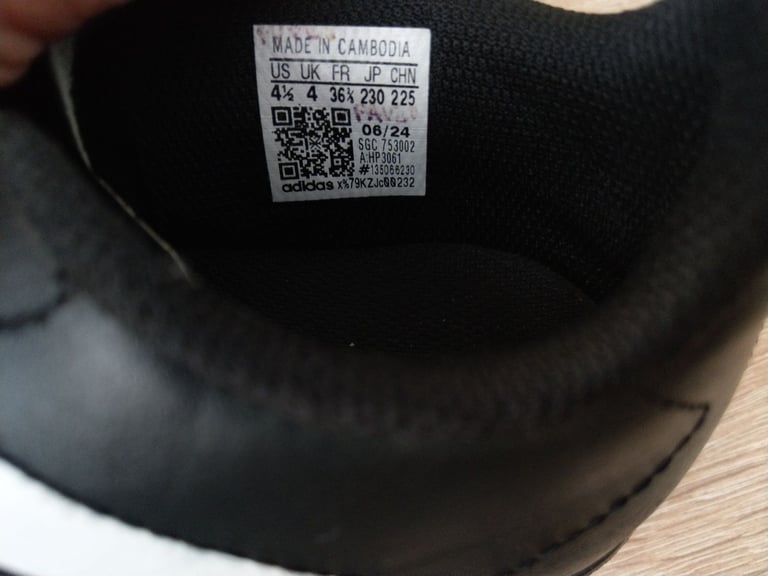 MADE IN CAMBODIA
US UK FR JP CHN
4½ 4 36⅔ 230 225
06/24
SGC 753002
A:HP3061
#135066230
adidas x%79KZJc00232